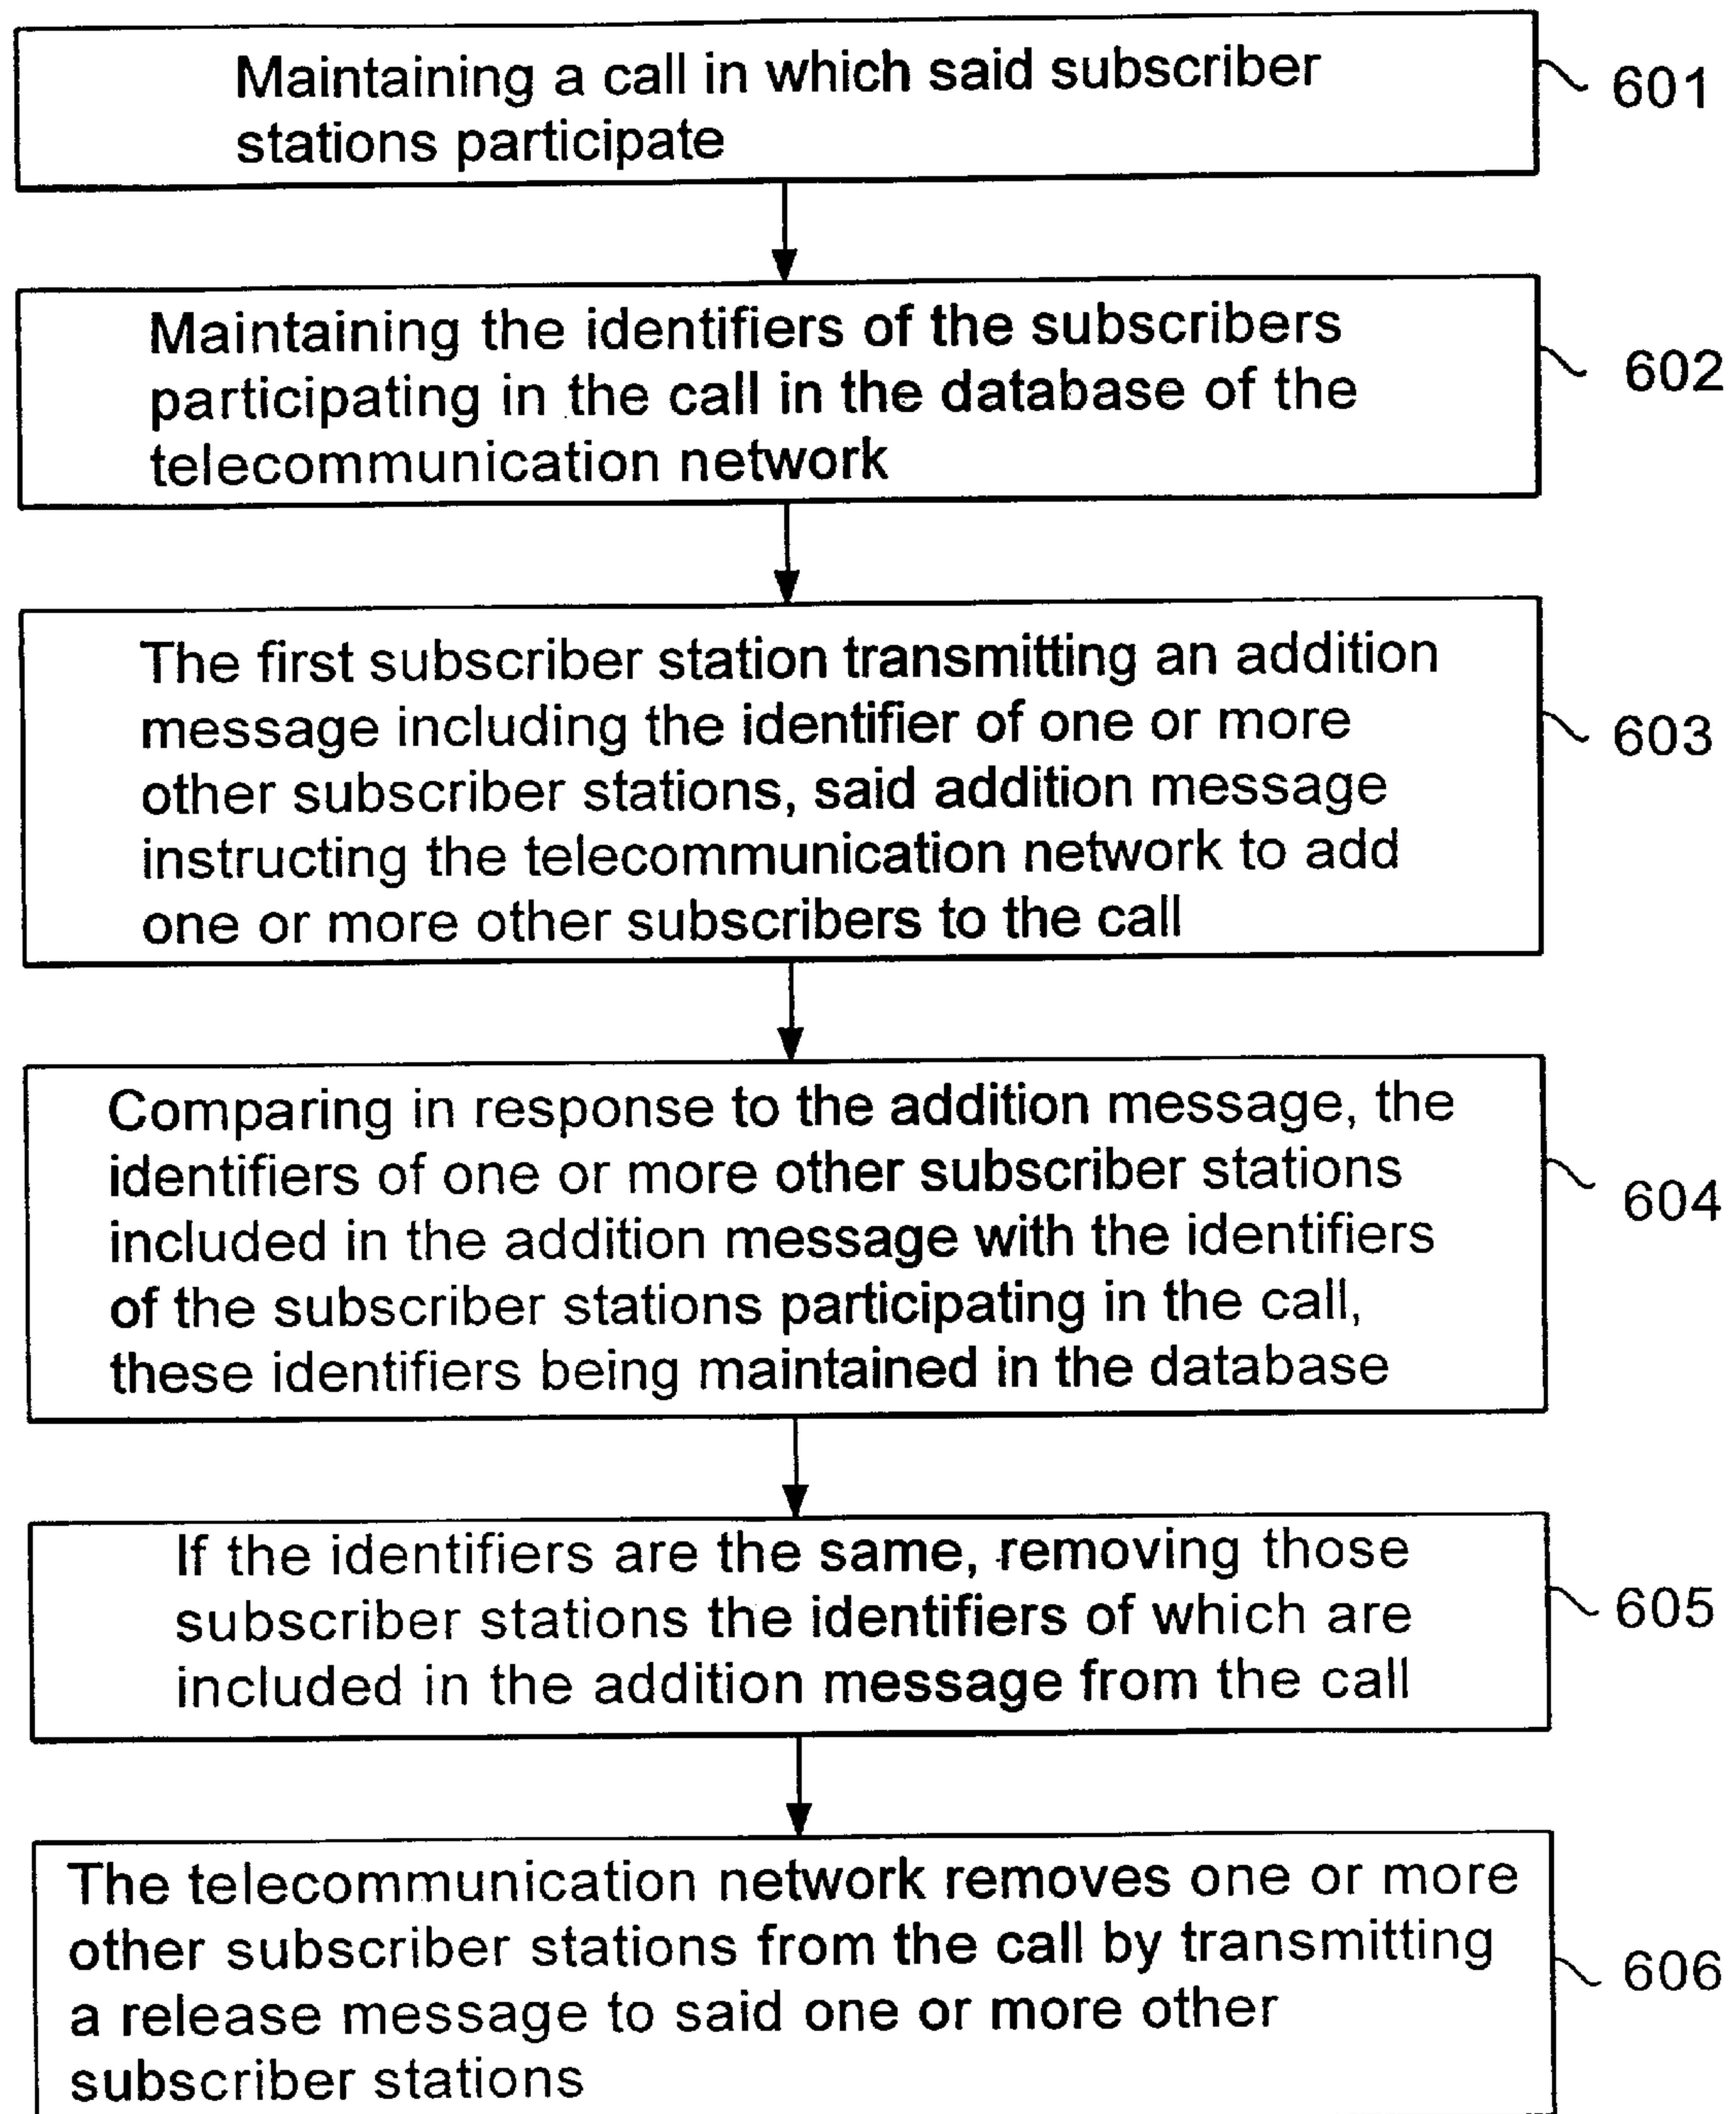 Maintaining a call in which said subscriber
stations participate
601
Maintaining the identifiers of the subscribers
participating in the call in the database of the
telecommunication network
602
The first subscriber station transmitting an addition
message including the identifier of one or more
other subscriber stations, said addition message
instructing the telecommunication network to add
one or more other subscribers to the call
603
Comparing in response to the addition message, the
identifiers of one or more other subscriber stations
included in the addition message with the identifiers
of the subscriber stations participating in the call,
these identifiers being maintained in the database
604
If the identifiers are the same, removing those
subscriber stations the identifiers of which are
included in the addition message from the call
605
The telecommunication network removes one or more
other subscriber stations from the call by transmitting
a release message to said one or more other
subscriber stations
606